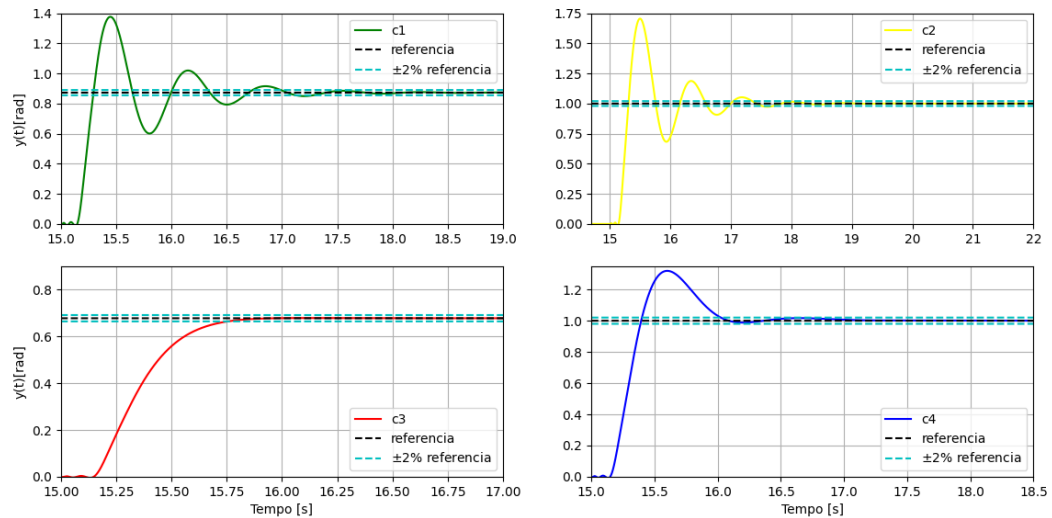 y(t)[rad]
1.4
1.2
1.0
0.8
0.6
0.4
0.2
0.0
15.0 15.5 16.0 16.5 17.0 17.5 18.0 18.5 19.0
c1
referencia
±2% referencia
1.75
1.50
1.25
1.00
0.75
0.50
0.25
0.00
15 16 17 18 19 20 21 22
c2
referencia
±2% referencia
y(t)[rad]
0.8
0.6
0.4
0.2
0.0
15.00 15.25 15.50 15.75 16.00 16.25 16.50 16.75 17.00
Tempo [s]
c3
referencia
±2% referencia
1.2
1.0
0.8
0.6
0.4
0.2
0.0
15.0 15.5 16.0 16.5 17.0 17.5 18.0 18.5
Tempo [s]
c4
referencia
±2% referencia